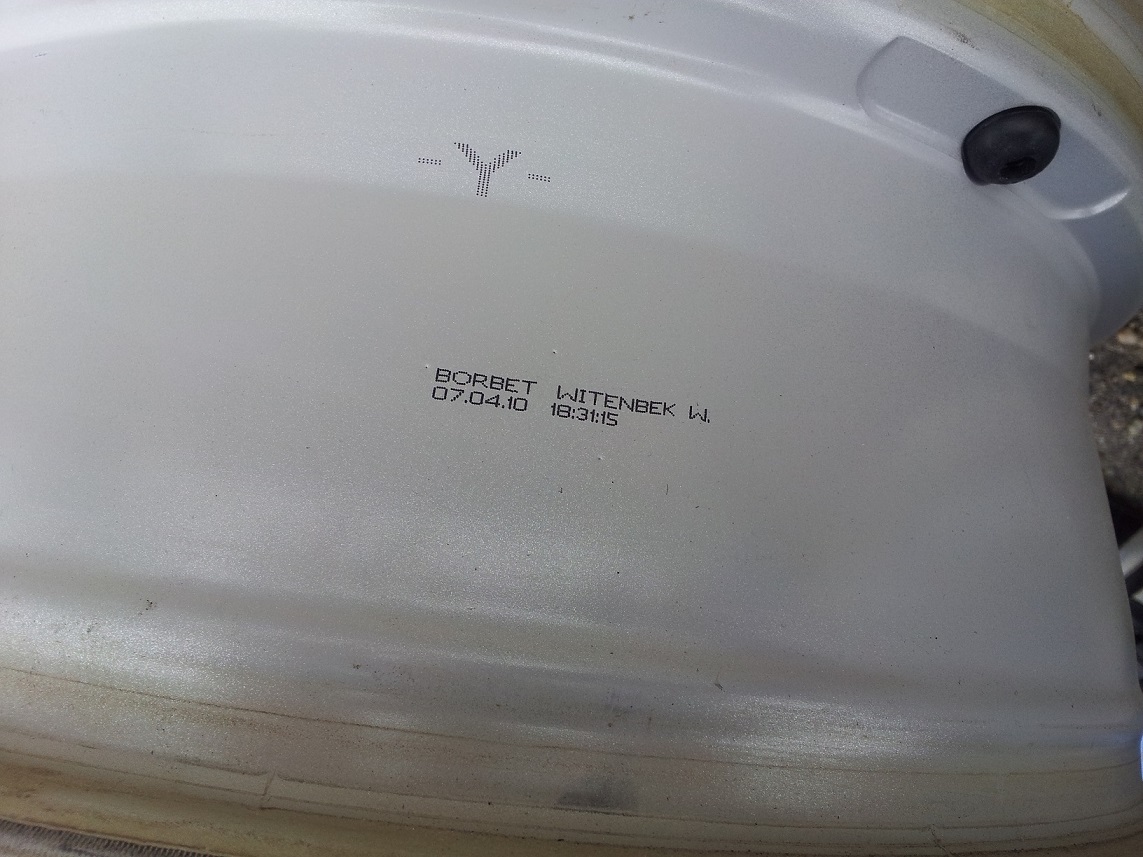 -Y-
BORBET WITENBEK W.
07.04.10 18:31:15